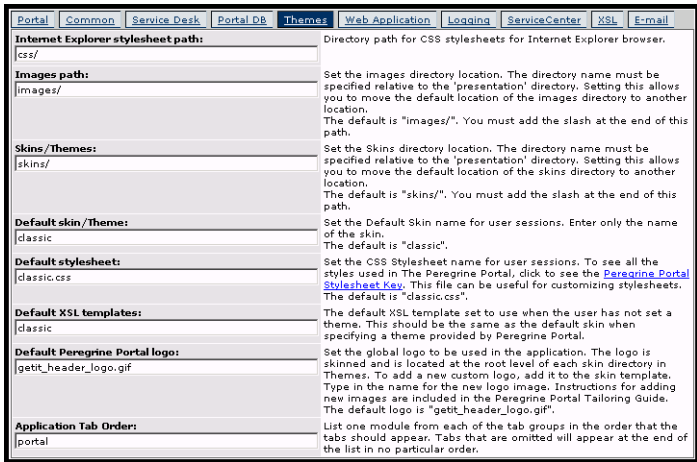 Portal Common Service Desk Portal DB Themes Web Application Logging ServiceCenter XSL E-mail
Internet Explorer stylesheet path:
css/
Directory path for CSS stylesheets for Internet Explorer browser.
Images path:
images/
Set the images directory location. The directory name must be
specified relative to the 'presentation' directory. Setting this allows
you to move the default location of the images directory to another
location.
The default is "images/". You must add the slash at the end of this
path.
Skins/Themes:
skins/
Set the Skins directory location. The directory name must be
specified relative to the 'presentation' directory. Setting this allows
you to move the default location of the skins directory to another
location.
The default is "skins/". You must add the slash at the end of this
path.
Default skin/Theme:
classic
Set the Default Skin name for user sessions. Enter only the name
of the skin.
The default is "classic".
Default stylesheet:
classic.css
Set the CSS Stylesheet name for user sessions. To see all the
styles used in The Peregrine Portal, click to see the Peregrine Portal
Stylesheet Key. This file can be useful for customizing stylesheets.
The default is "classic.css".
Default XSL templates:
classic
The default XSL template set to use when the user has not set a
theme. This should be the same as the default skin when
specifying a theme provided by Peregrine Portal.
Default Peregrine Portal logo:
getit_header_logo.gif
Set the global logo to be used in the application. The logo is
skinned and is located at the root level of each skin directory in
Themes. To add a new custom logo, add it to the skin template.
Type in the name for the new logo image. Instructions for adding
new images are included in the Peregrine Portal Tailoring Guide.
The default logo is "getit_header_logo.gif".
Application Tab Order:
portal
List one module from each of the tab groups in the order that the
tabs should appear. Tabs that are omitted will appear at the end of
the list in no particular order.